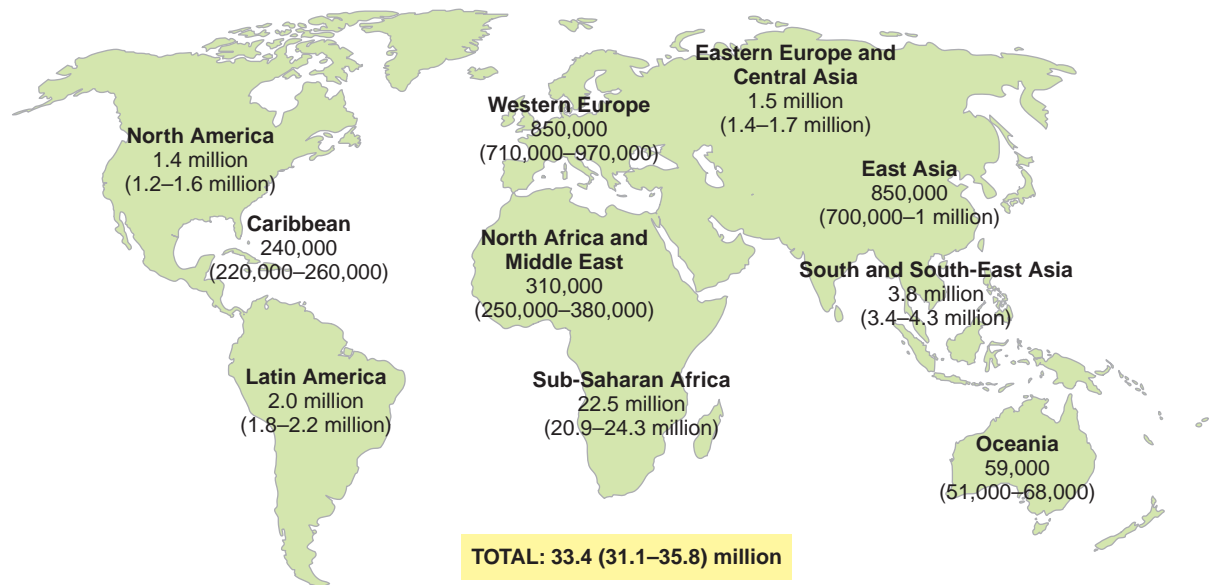 Eastern Europe and
Central Asia
1.5 million
(1.4–1.7 million)
Western Europe
850,000
(710,000–970,000)
North America
1.4 million
(1.2–1.6 million)
East Asia
850,000
(700,000–1 million)
Caribbean
240,000
(220,000–260,000)
North Africa and
Middle East
310,000
(250,000–380,000)
South and South-East Asia
3.8 million
(3.4–4.3 million)
Latin America
2.0 million
(1.8–2.2 million)
Sub-Saharan Africa
22.5 million
(20.9–24.3 million)
Oceania
59,000
(51,000–68,000)
TOTAL: 33.4 (31.1–35.8) million